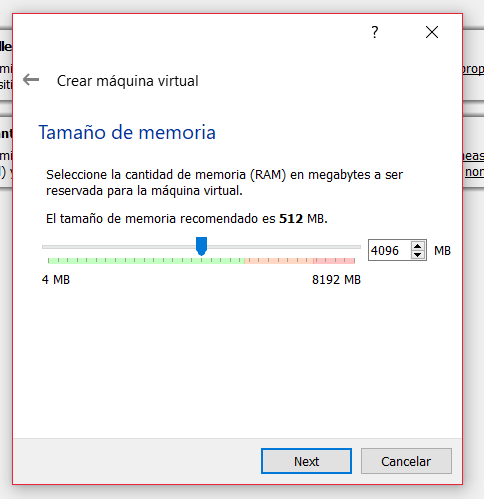 ?
Crear máquina virtual
Tamaño de memoria
Seleccione la cantidad de memoria (RAM) en megabytes a ser
reservada para la máquina virtual.
El tamaño de memoria recomendado es 512 MB.
4096 MB
4 MB 8192 MB
Next Cancelar